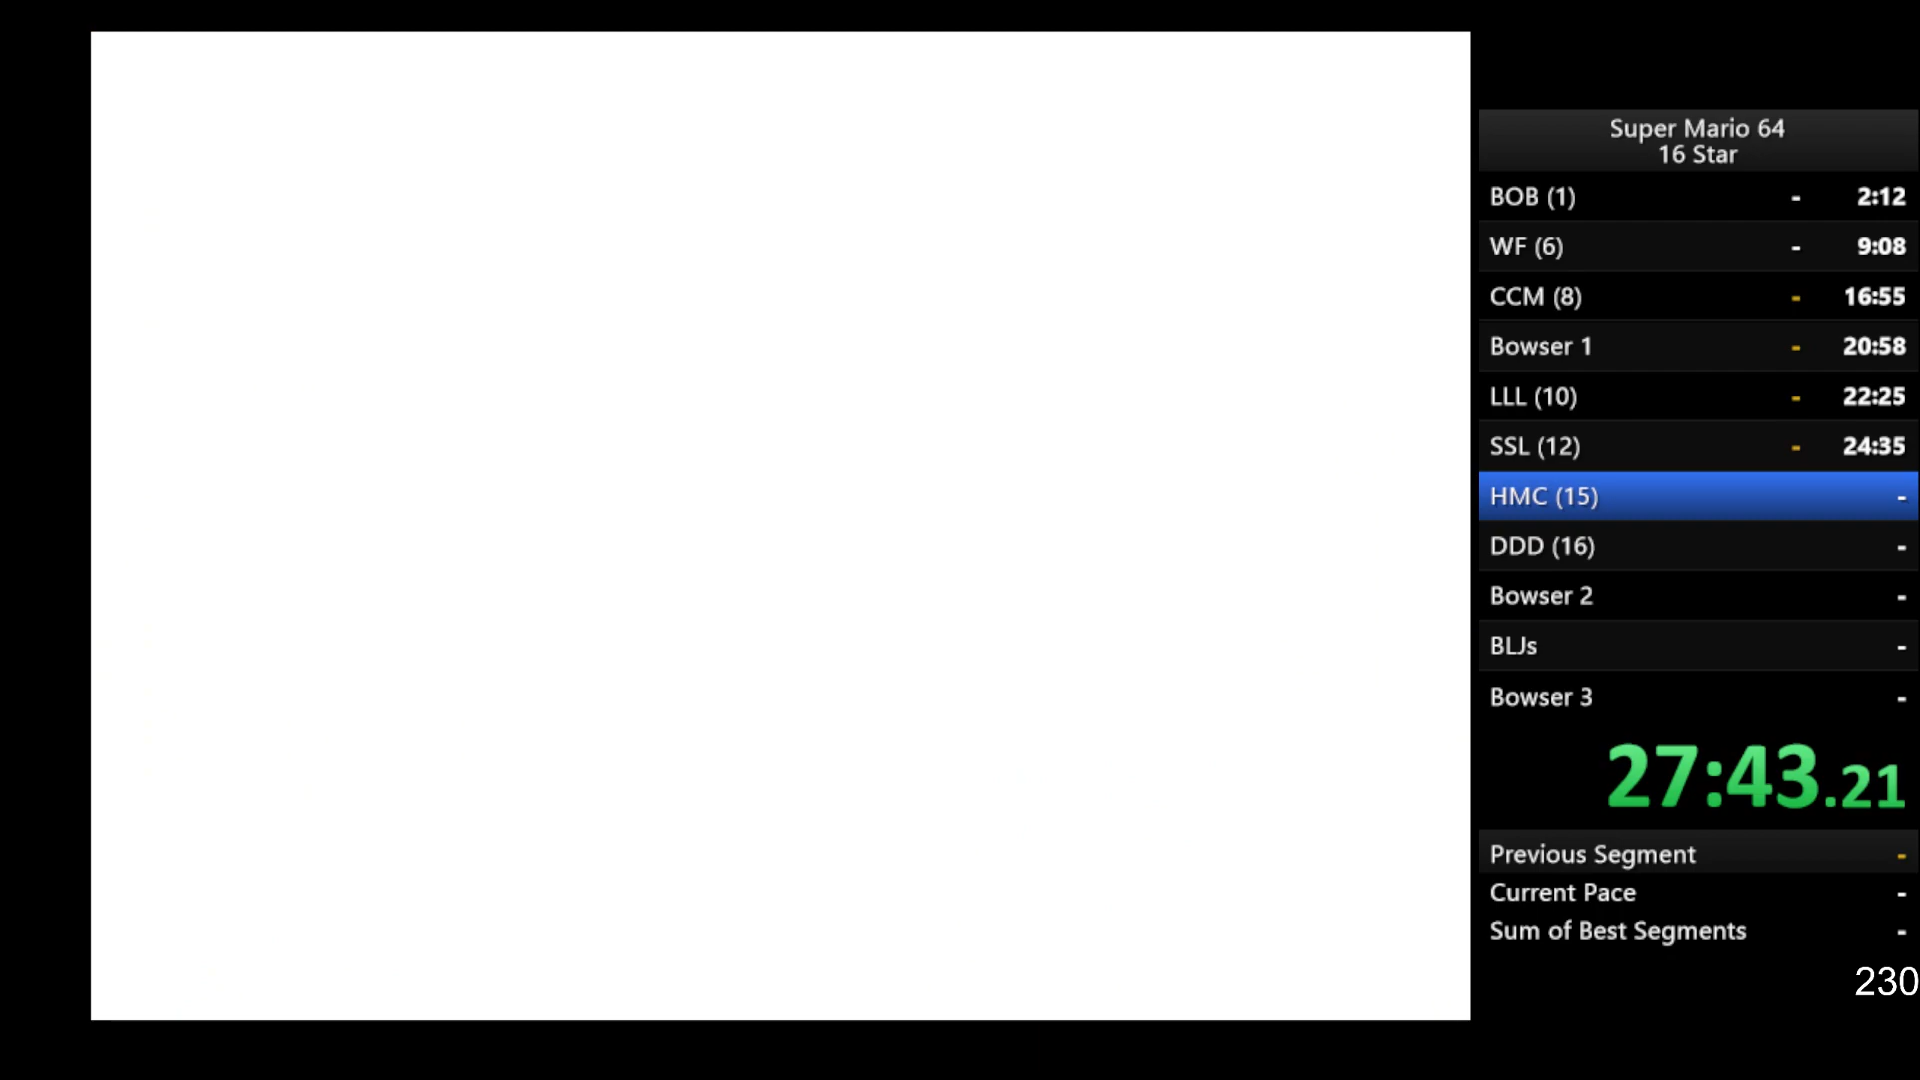 Super Mario 64
16 Star
BOB (1) - 2:12
WF (6) - 9:08
CCM (8) - 16:55
Bowser 1 - 20:58
LLL (10) - 22:25
SSL (12) - 24:35
HMC (15) -
DDD (16) -
Bowser 2 -
BLJs -
Bowser 3 -
27:43.21
Previous Segment -
Current Pace -
Sum of Best Segments -
230